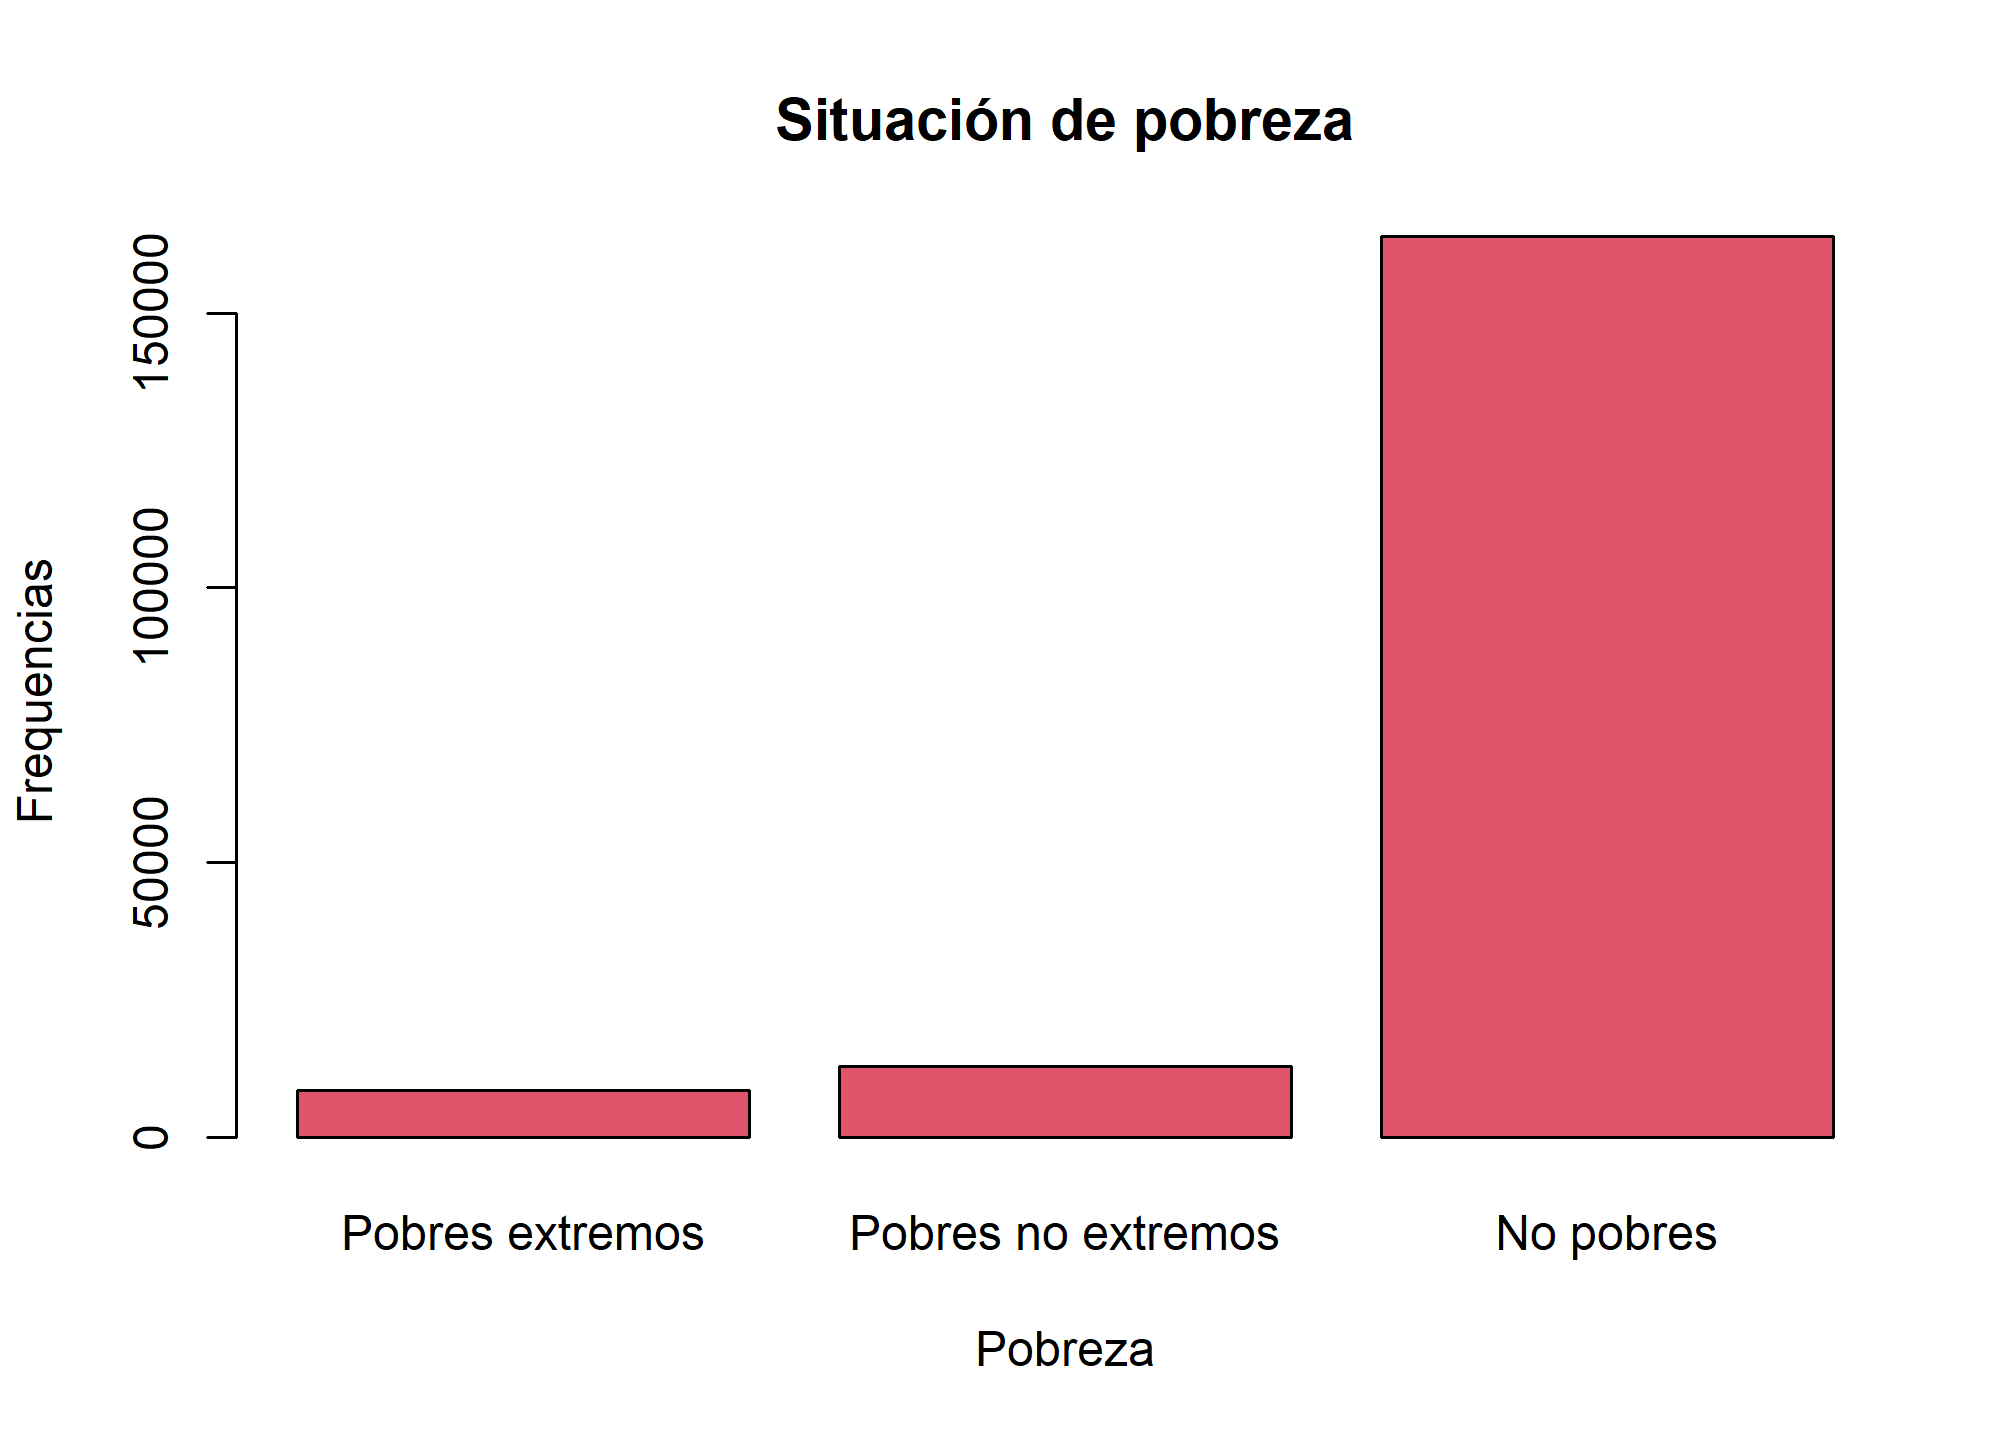 Situación de pobreza
Frequencias
150000
100000
50000
0
Pobres extremos
Pobres no extremos
No pobres
Pobreza